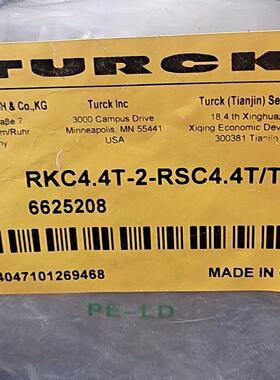 TURCK
H & Co.,KG
aße 7
m/Ruhr
ny
Turck Inc
3000 Campus Drive
Minneapolis, MN 55441
USA
Turck (Tianjin) Se
18,4 th Xinghua
Xiqing Economic Deve
300381 Tianjin
RKC4.4T-2-RSC4.4T/T
6625208
4047101269468
MADE IN
PE-LD